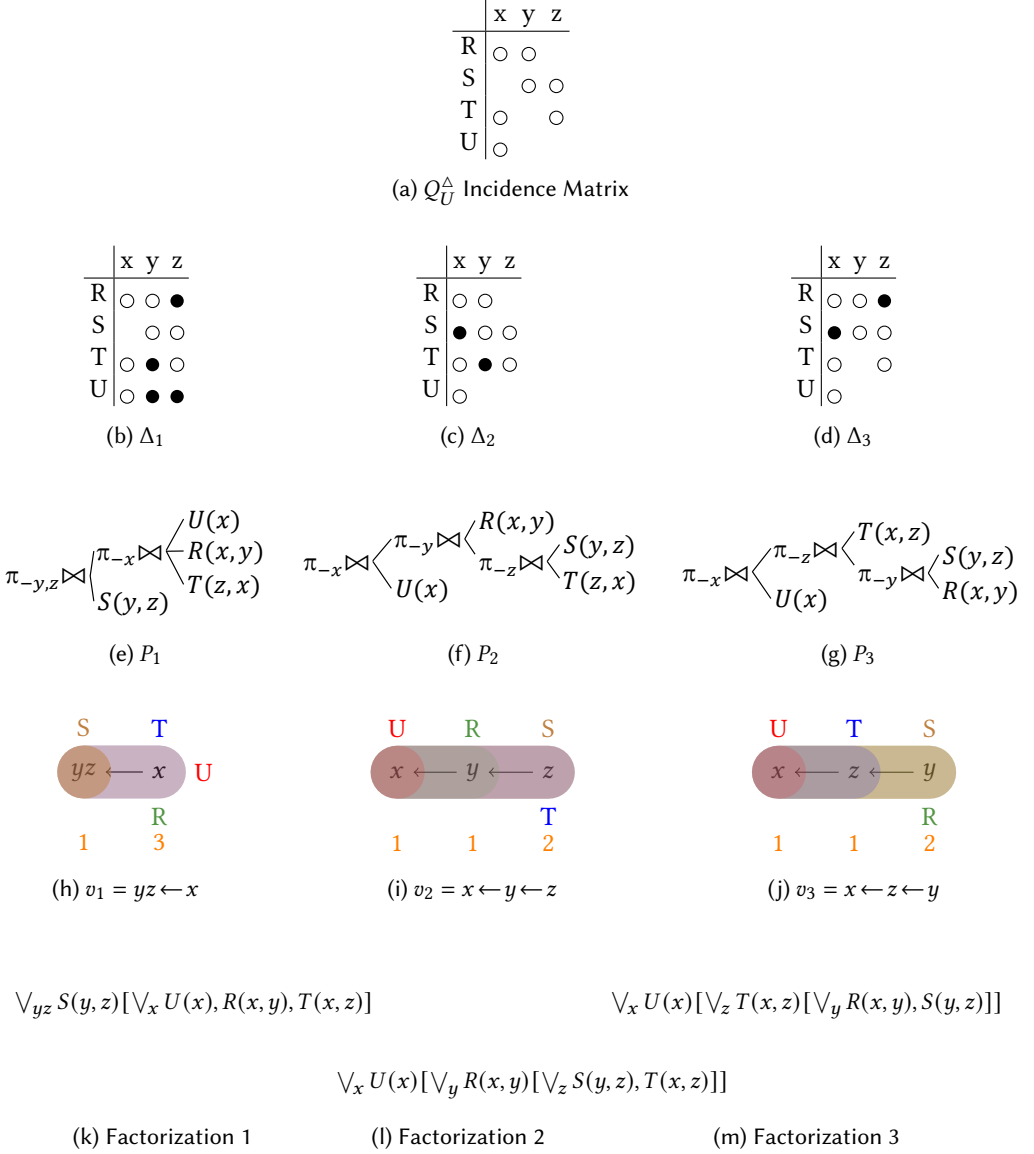 x y z
R ○ ○
S ○ ○
T ○ ○
U ○
(a) Q_U^△ Incidence Matrix
x y z
R ○ ○ ●
S ○ ○
T ○ ● ○
U ○ ● ●
(b) Δ₁
x y z
R ○ ○
S ● ○ ○
T ○ ● ○
U ○
(c) Δ₂
x y z
R ○ ○ ●
S ● ○ ○
T ○ ○
U ○
(d) Δ₃
π₋y,z ⋈ π₋x ⋈ U(x)
R(x, y)
T(z, x)
S(y, z)
(e) P₁
π₋x ⋈ π₋y ⋈ R(x, y)
π₋z ⋈ S(y, z)
T(z, x)
U(x)
(f) P₂
π₋x ⋈ π₋z ⋈ T(x, z)
π₋y ⋈ S(y, z)
R(x, y)
U(x)
(g) P₃
S T
yz ← x U
R
1 3
(h) v₁ = yz ← x
U R S
x ← y ← z
T
1 1 2
(i) v₂ = x ← y ← z
U T S
x ← z ← y
R
1 1 2
(j) v₃ = x ← z ← y
⋁yz S(y, z)[⋁x U(x), R(x, y), T(x, z)]
⋁x U(x)[⋁z T(x, z)[⋁y R(x, y), S(y, z)]]
⋁x U(x)[⋁y R(x, y)[⋁z S(y, z), T(x, z)]]
(k) Factorization 1
(l) Factorization 2
(m) Factorization 3